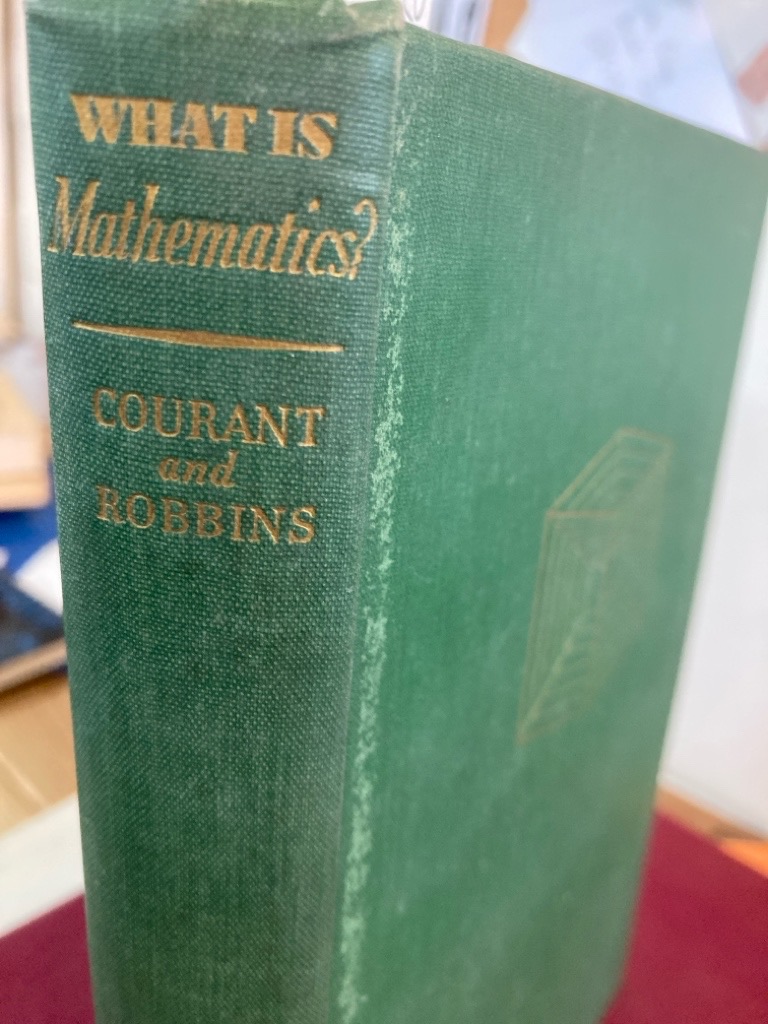 WHAT IS
Mathematics?
COURANT
and
ROBBINS